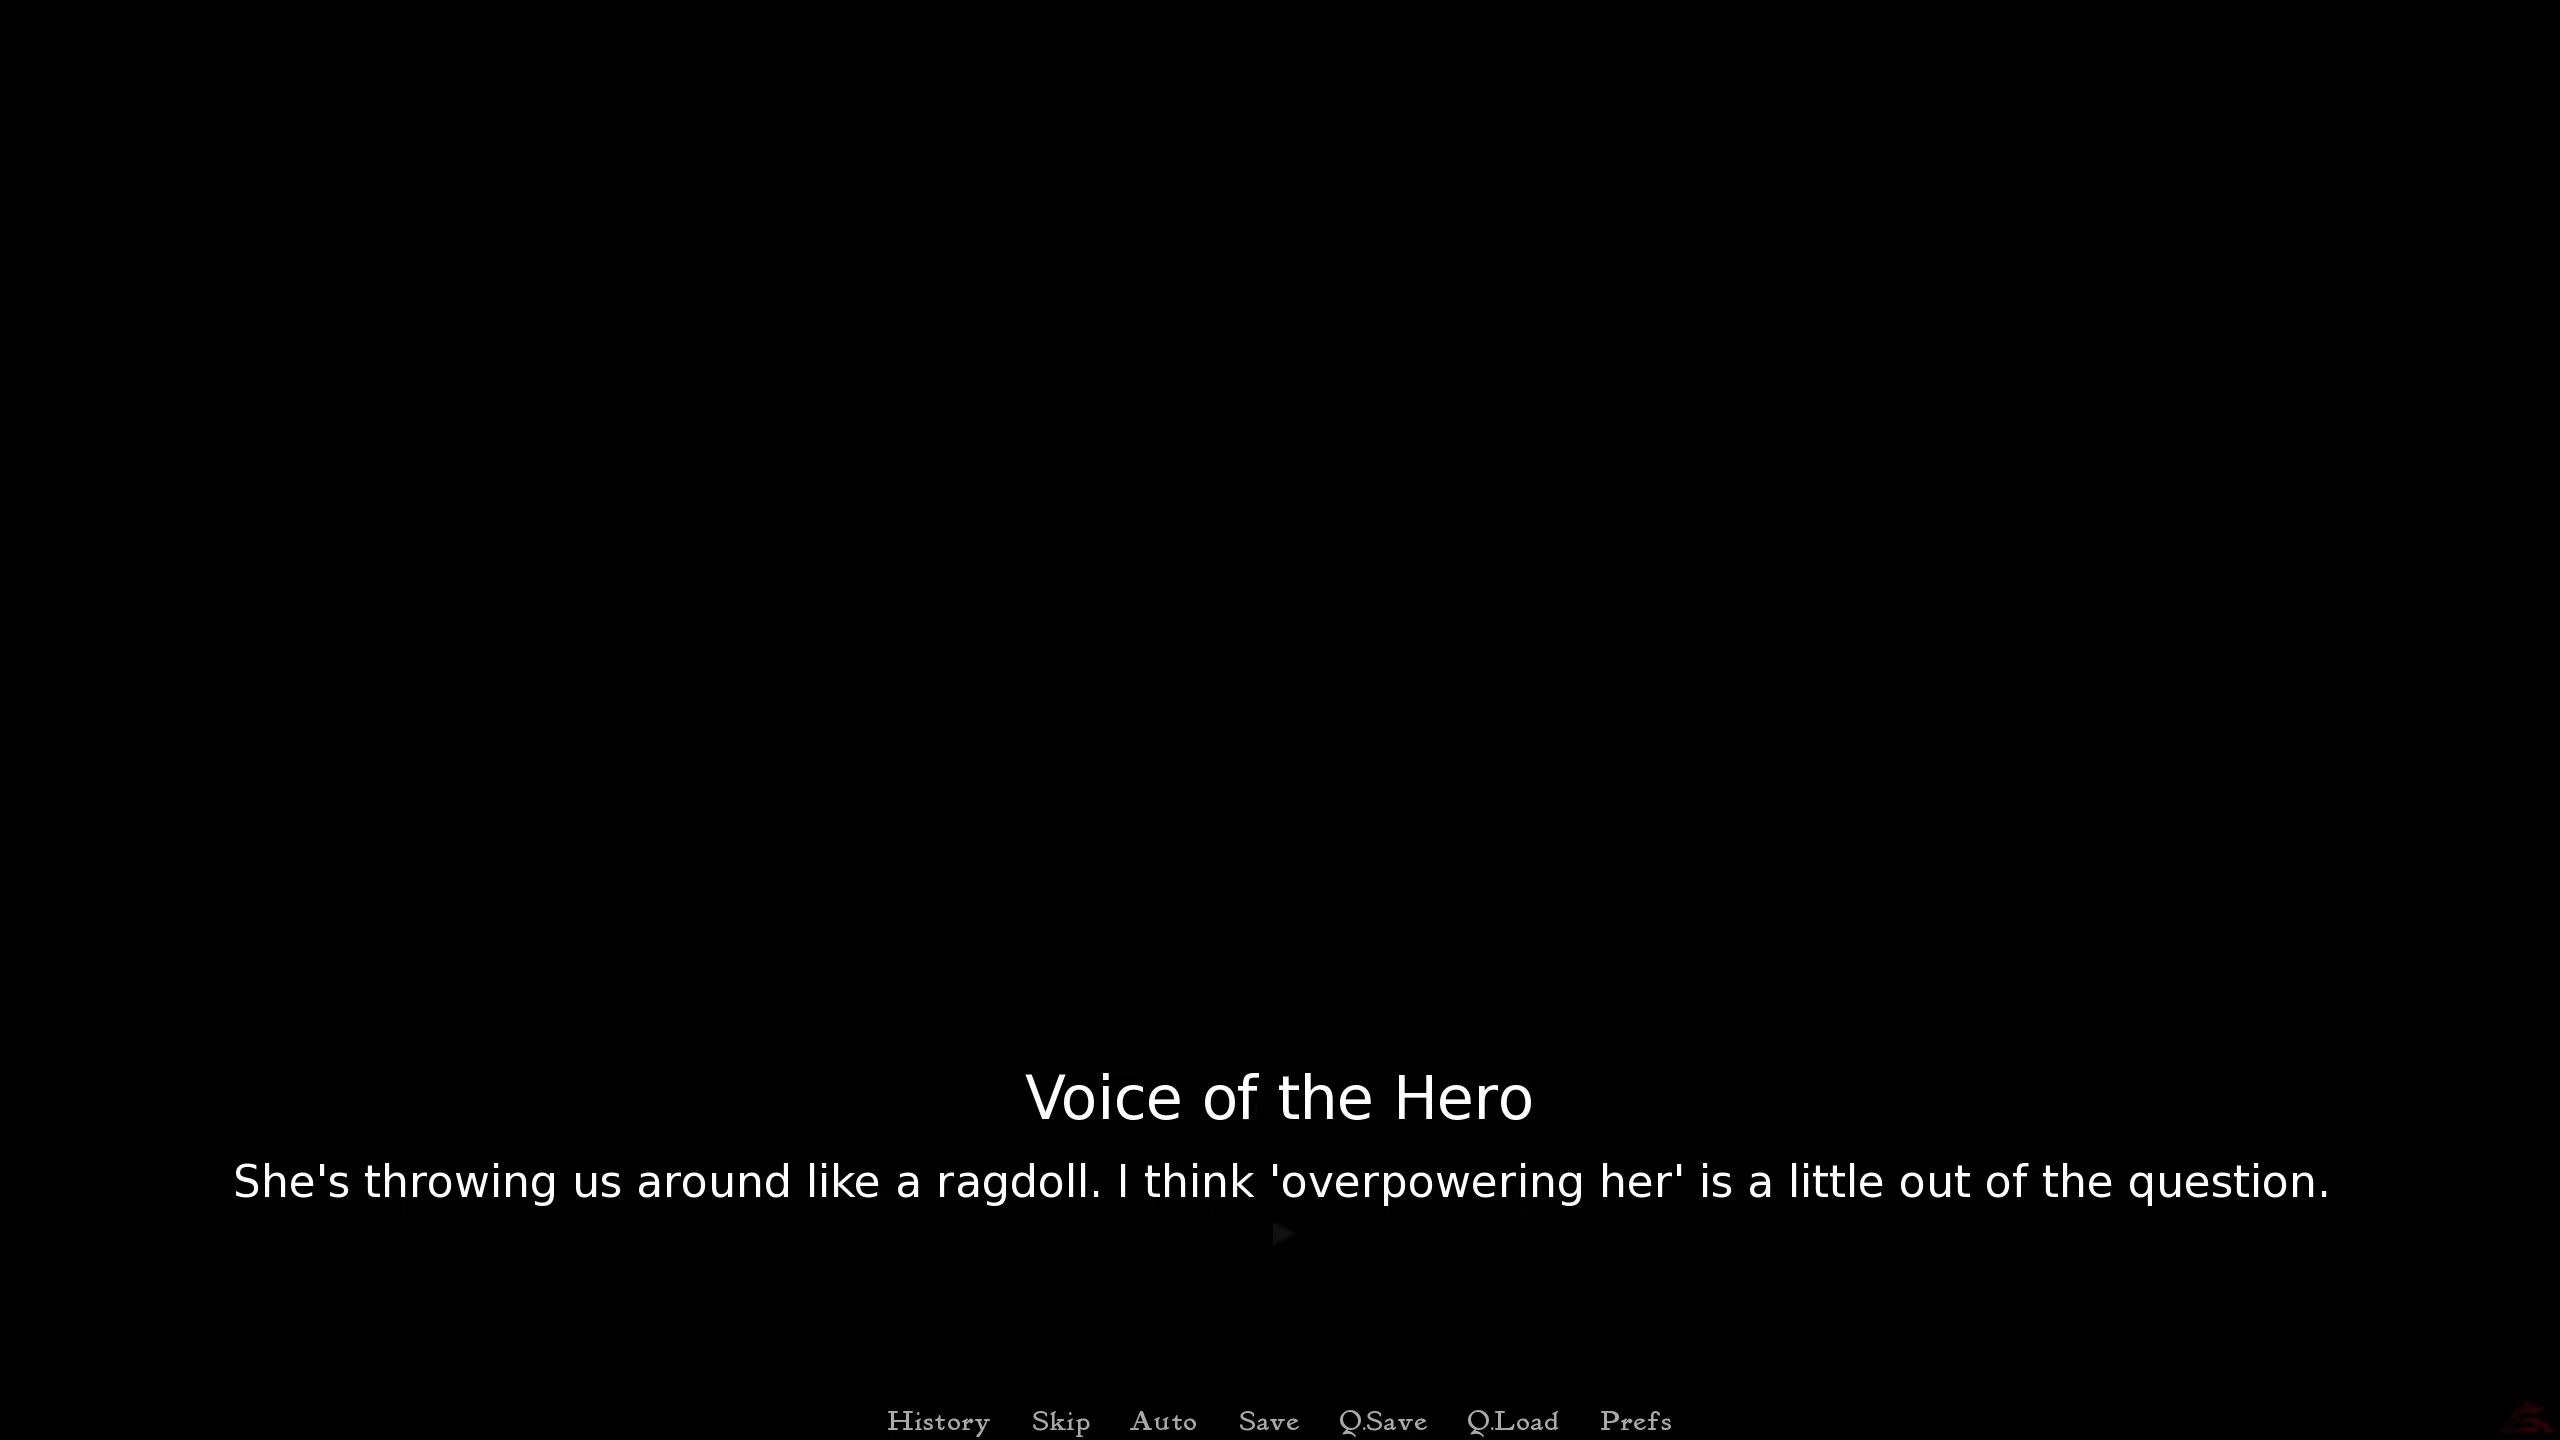 Voice of the Hero
She's throwing us around like a ragdoll. I think 'overpowering her' is a little out of the question.
History Skip Auto Save Q.Save Q.Load Prefs